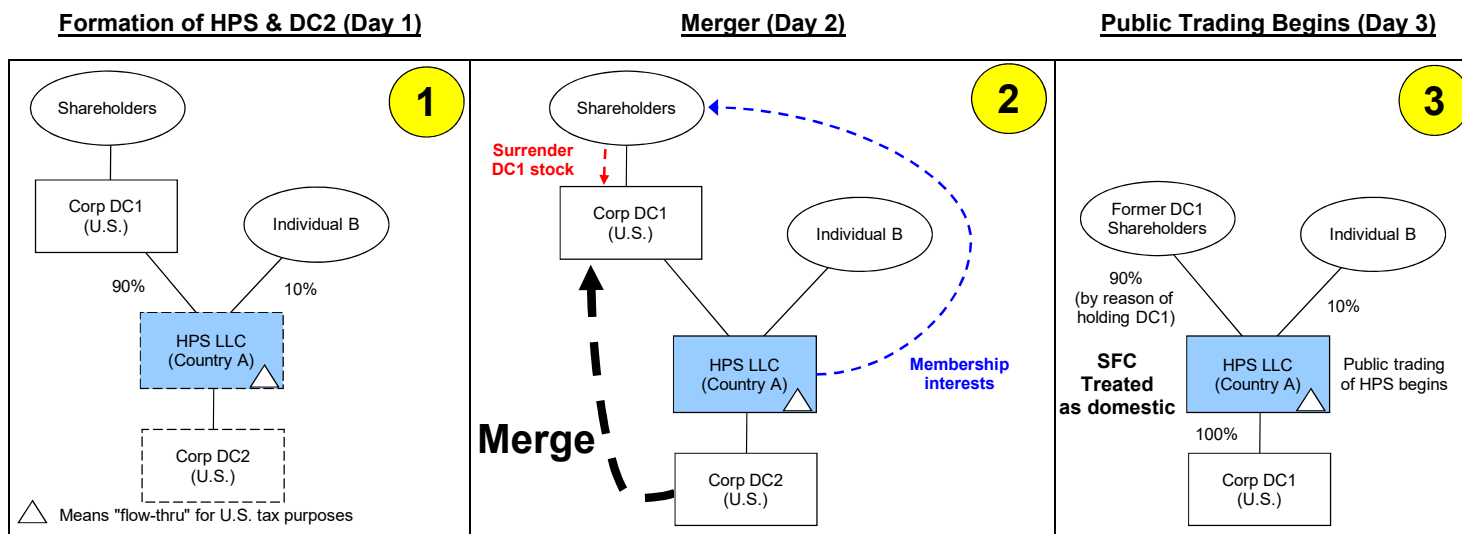 Formation of HPS & DC2 (Day 1)
Merger (Day 2)
Public Trading Begins (Day 3)
1
Shareholders
Corp DC1
(U.S.)
Individual B
90%
10%
HPS LLC
(Country A)
Corp DC2
(U.S.)
Means "flow-thru" for U.S. tax purposes
2
Shareholders
Surrender
DC1 stock
Corp DC1
(U.S.)
Individual B
HPS LLC
(Country A)
Membership
interests
Merge
Corp DC2
(U.S.)
3
Former DC1
Shareholders
Individual B
90%
(by reason of
holding DC1)
10%
SFC
Treated
as domestic
HPS LLC
(Country A)
Public trading
of HPS begins
100%
Corp DC1
(U.S.)